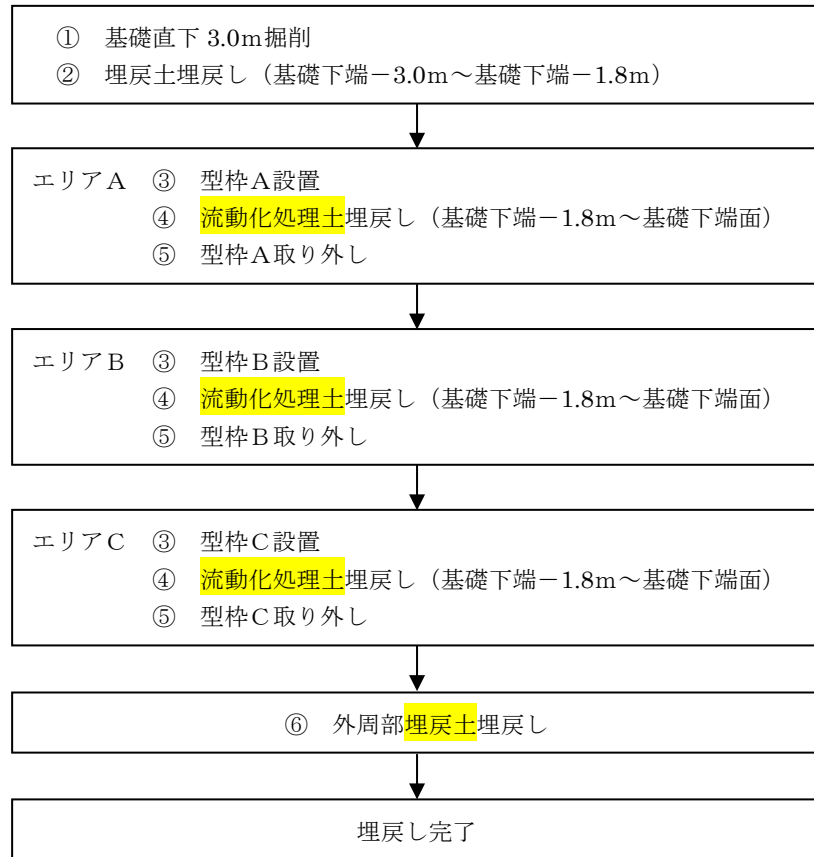 ① 基礎直下 3.0m掘削
② 埋戻土埋戻し（基礎下端－3.0m～基礎下端－1.8m）
エリアA ③ 型枠A設置
④ 流動化処理土埋戻し（基礎下端－1.8m～基礎下端面）
⑤ 型枠A取り外し
エリアB ③ 型枠B設置
④ 流動化処理土埋戻し（基礎下端－1.8m～基礎下端面）
⑤ 型枠B取り外し
エリアC ③ 型枠C設置
④ 流動化処理土埋戻し（基礎下端－1.8m～基礎下端面）
⑤ 型枠C取り外し
⑥ 外周部埋戻土埋戻し
埋戻し完了